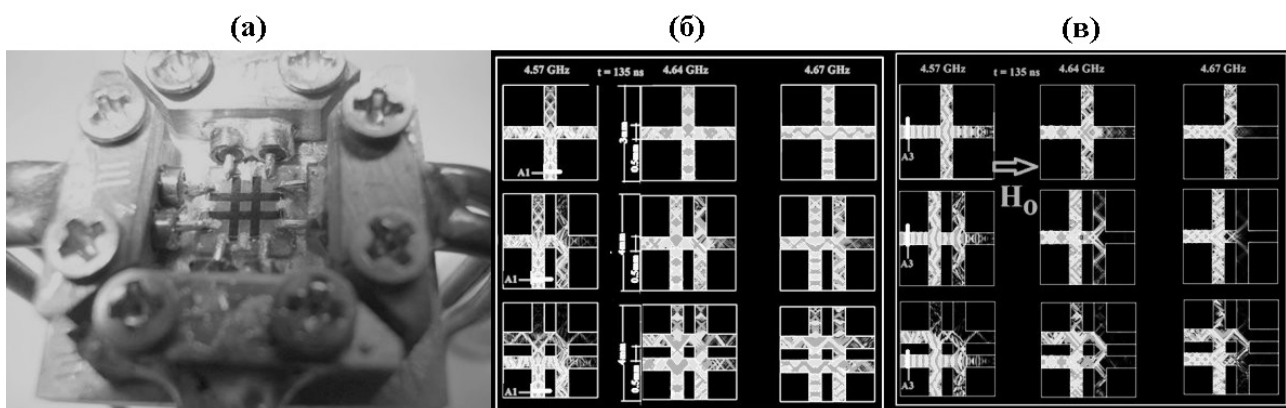 (а)
(б)
(в)
4.57 GHz
4.64 GHz
4.67 GHz
t = 135 ns
3mm
0.5mm
A1
4mm
0.5mm
A1
4mm
0.5mm
A1
4.57 GHz
t = 135 ns
4.64 GHz
4.67 GHz
A3
H₀
A3
A3